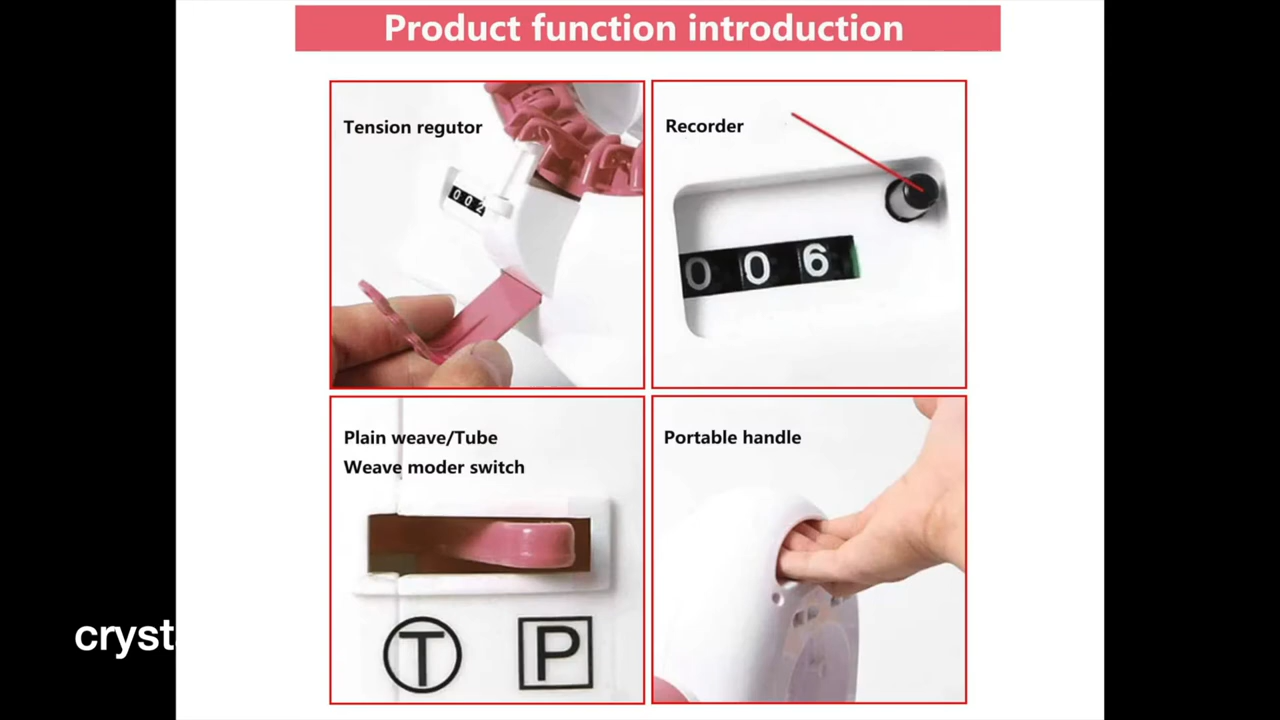 Product function introduction
Tension regutor
002
Recorder
006
Plain weave/Tube
Weave moder switch
T P
Portable handle
cryst